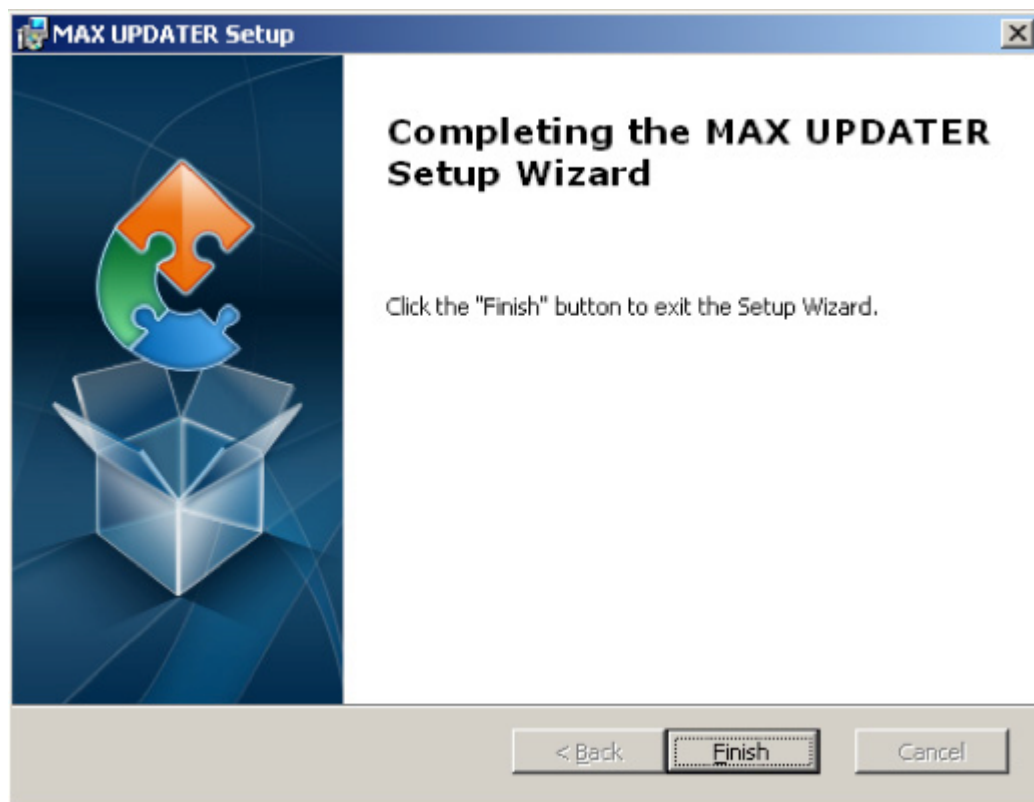 MAX UPDATER Setup
Completing the MAX UPDATER
Setup Wizard
Click the "Finish" button to exit the Setup Wizard.
< Back
Finish
Cancel